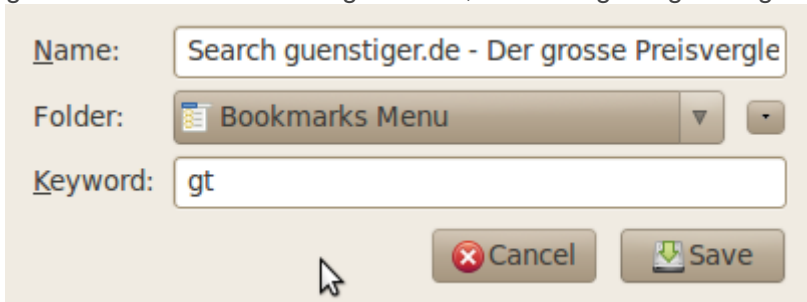 Name: Search guenstiger.de - Der grosse Preisvergle
Folder: Bookmarks Menu
Keyword: gt
Cancel Save